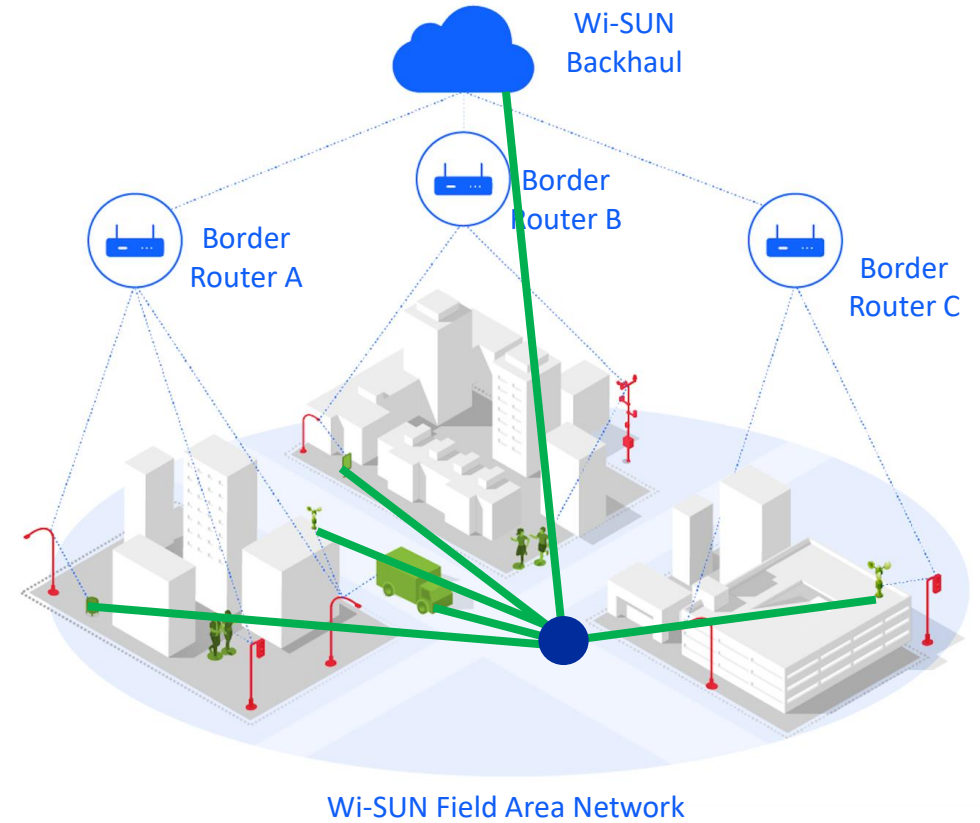 Wi-SUN
Backhaul
Border
Router B
Border
Router A
Border
Router C
Wi-SUN Field Area Network